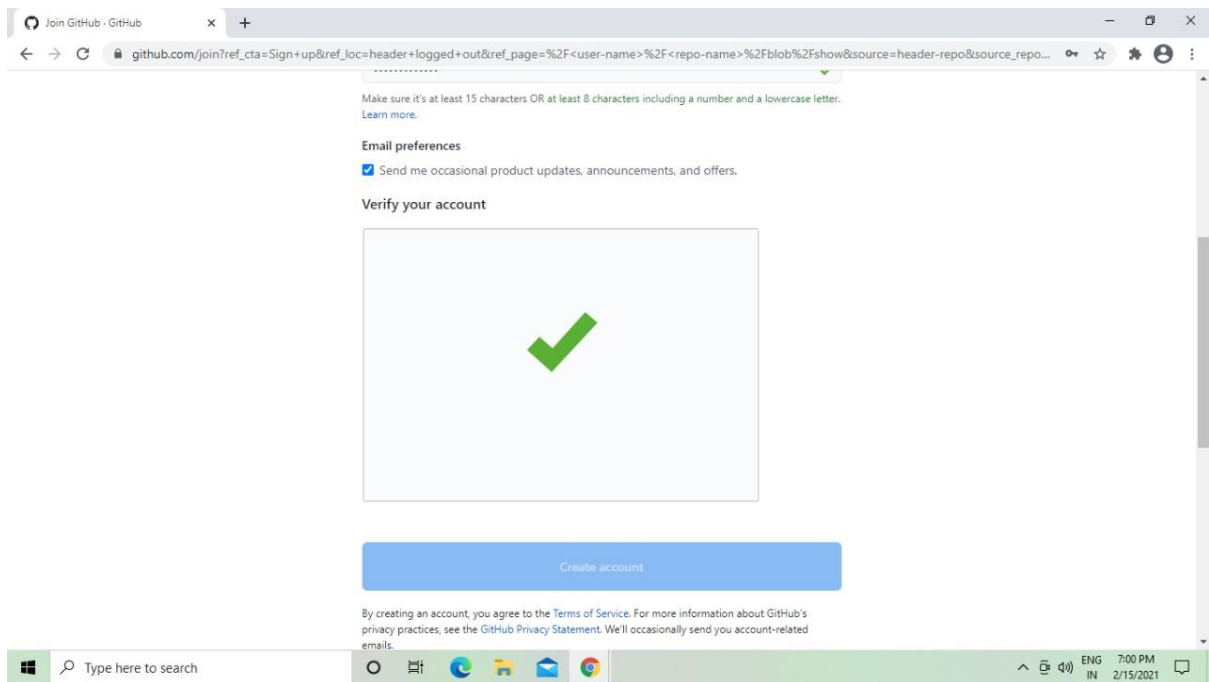 Join GitHub · GitHub
github.com/join?ref_cta=Sign+up&ref_loc=header+logged+out&ref_page=%2F<user-name>%2F<repo-name>%2Fblob%2Fshow&source=header-repo&source_repo...
Make sure it's at least 15 characters OR at least 8 characters including a number and a lowercase letter.
Learn more.
Email preferences
Send me occasional product updates, announcements, and offers.
Verify your account
Create account
By creating an account, you agree to the Terms of Service. For more information about GitHub's
privacy practices, see the GitHub Privacy Statement. We'll occasionally send you account-related
emails.
Type here to search
ENG 7:00 PM
IN 2/15/2021